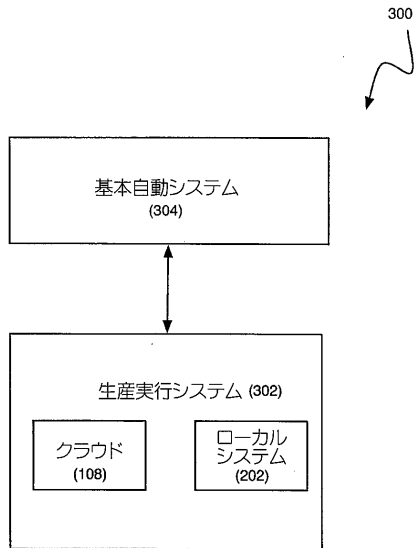 300
基本自動システム
(304)
生産実行システム (302)
クラウド
(108)
ローカル
システム
(202)